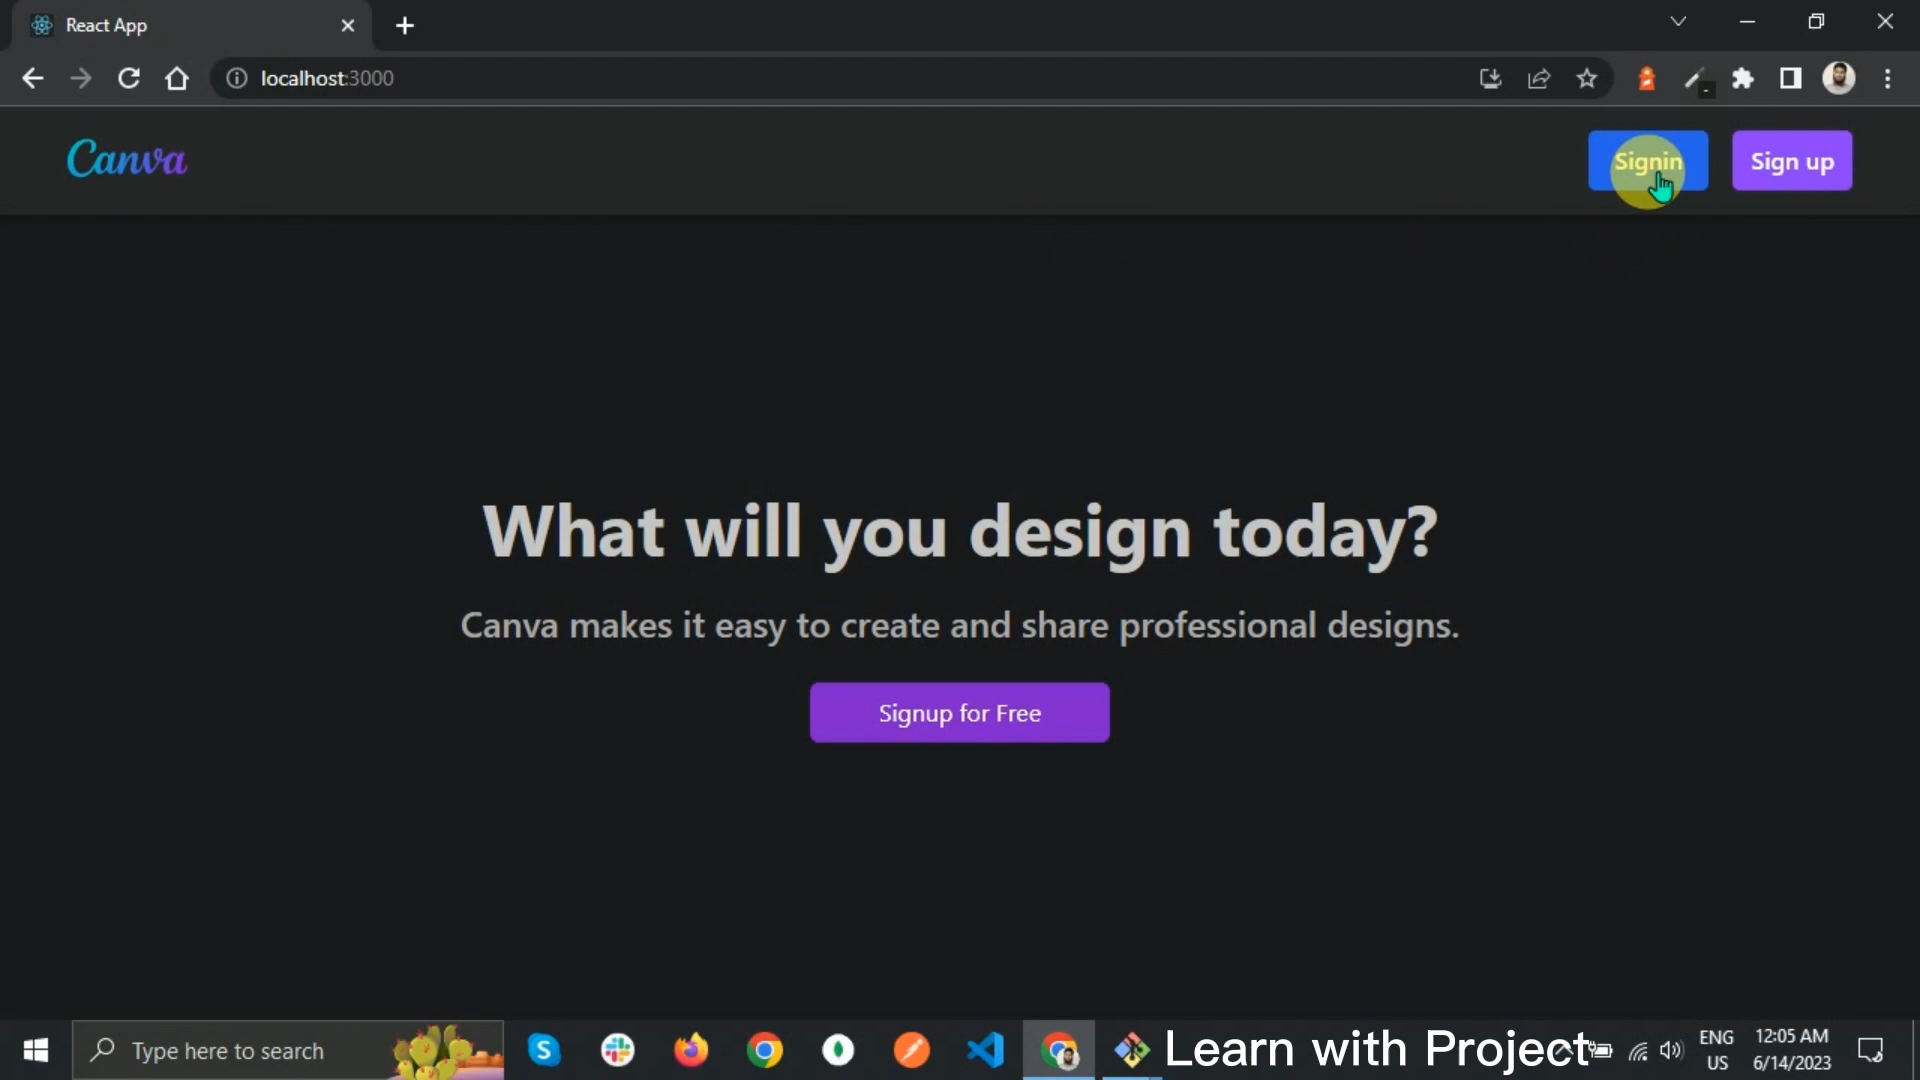 React App
localhost:3000
Canva
Signin
Sign up
What will you design today?
Canva makes it easy to create and share professional designs.
Signup for Free
Type here to search
S
Learn with Project
ENG
US
12:05 AM
6/14/2023